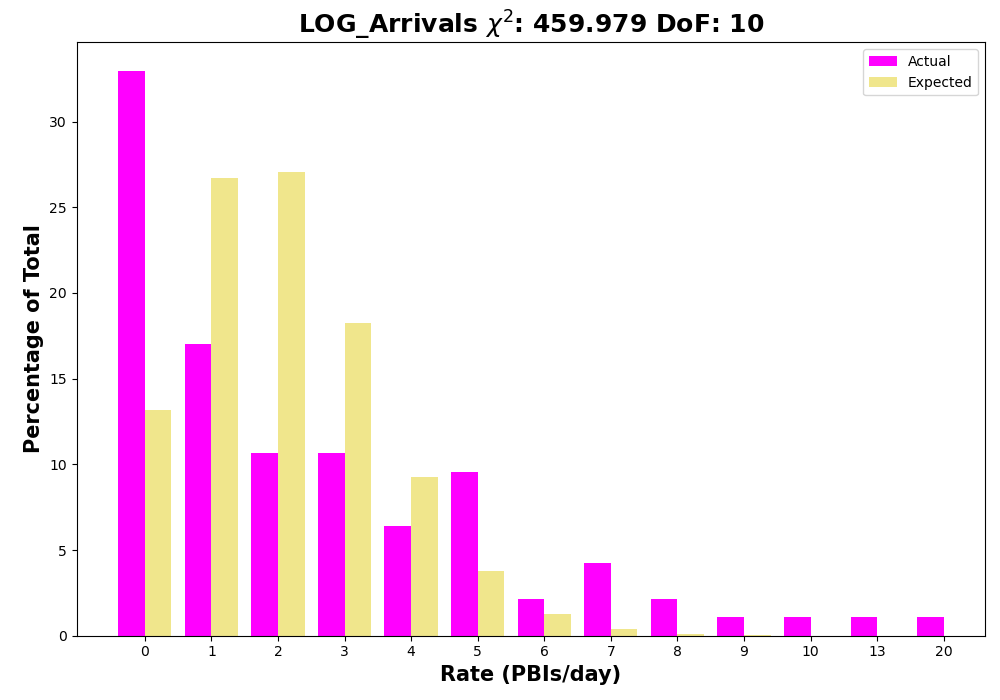 LOG_Arrivals χ²: 459.979 DoF: 10
Actual
Expected
Percentage of Total
30
25
20
15
10
5
0
0 1 2 3 4 5 6 7 8 9 10 13 20
Rate (PBIs/day)